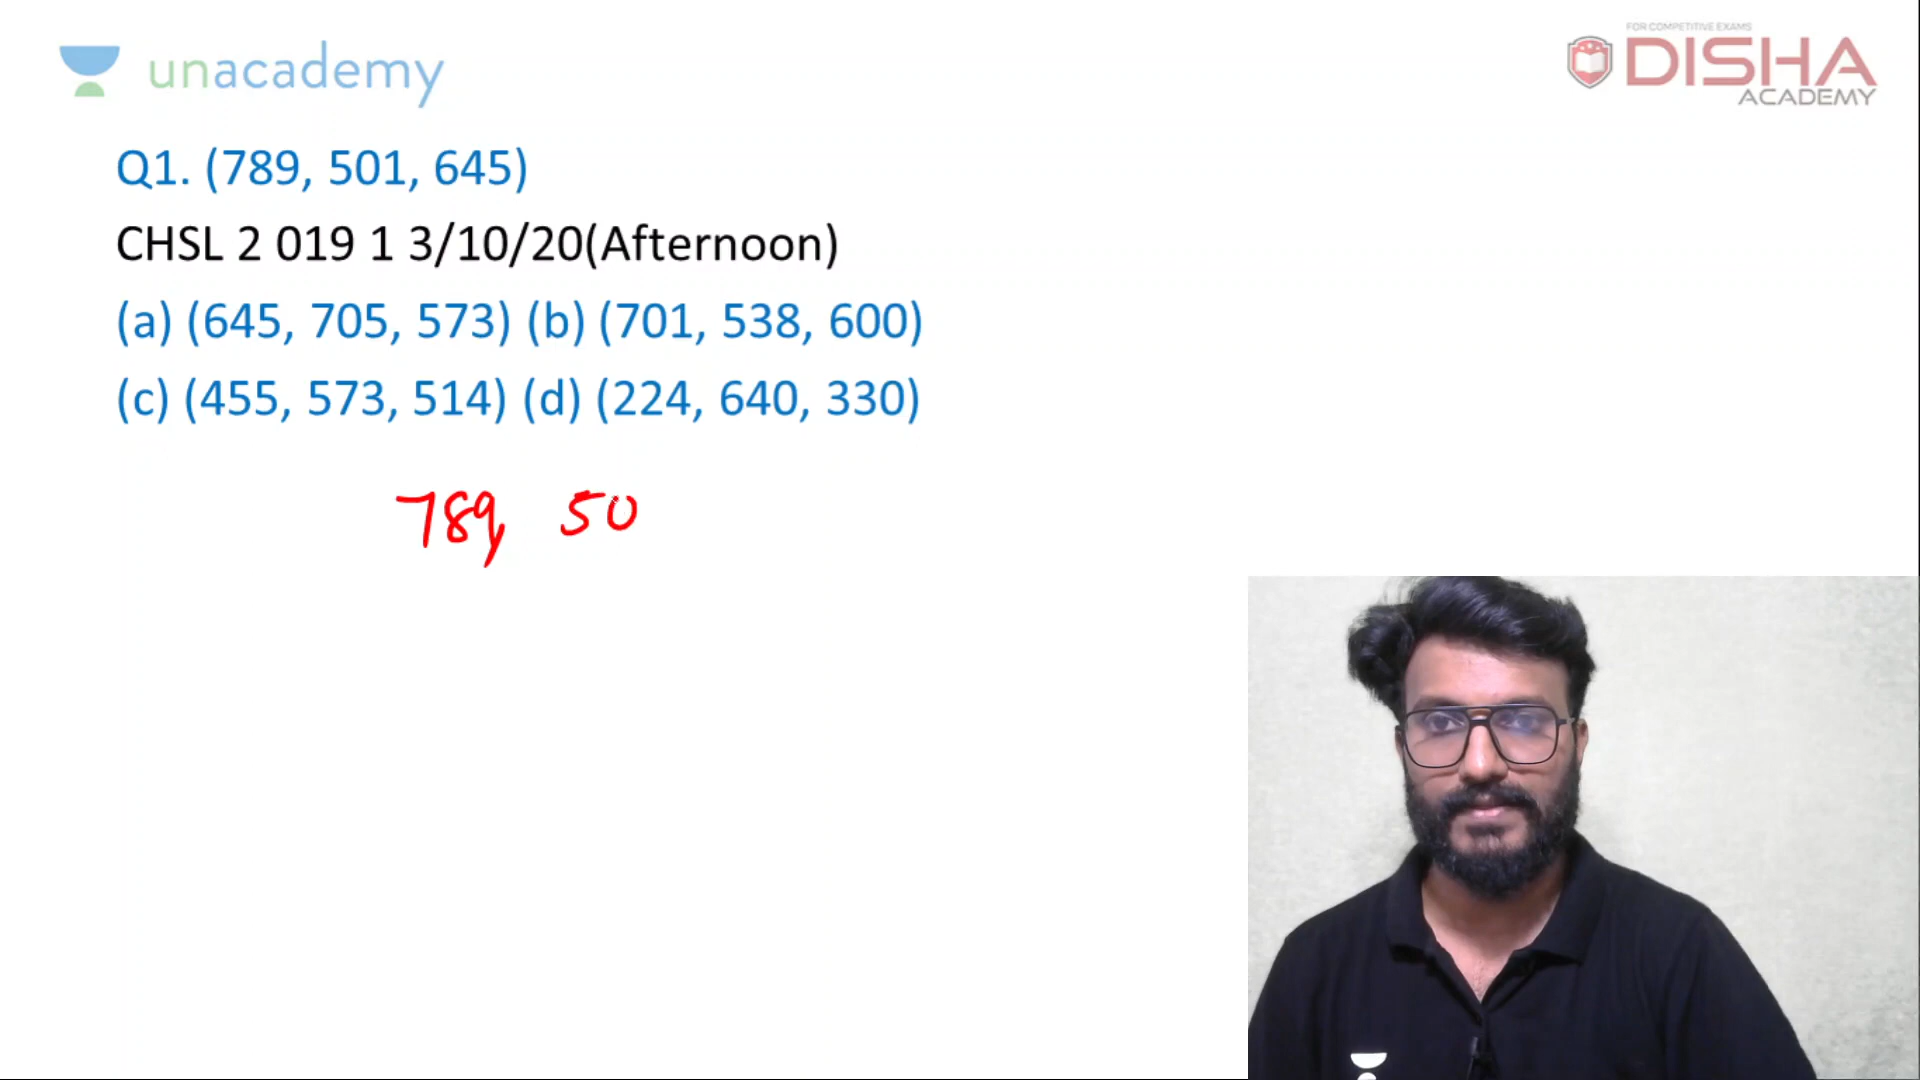 unacademy
FOR COMPETITIVE EXAMS
DISHA
ACADEMY
Q1. (789, 501, 645)
CHSL 2 019 1 3/10/20(Afternoon)
(a) (645, 705, 573) (b) (701, 538, 600)
(c) (455, 573, 514) (d) (224, 640, 330)
789, 50